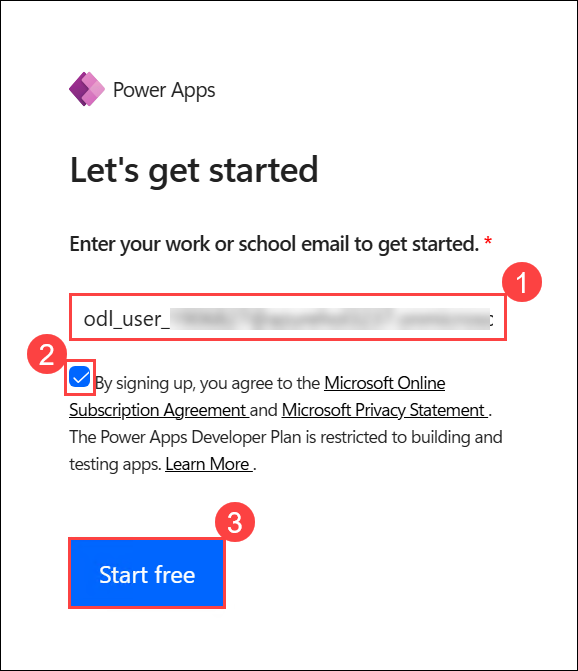 Power Apps
Let's get started
Enter your work or school email to get started. *
1
odl_user_
2
By signing up, you agree to the Microsoft Online
Subscription Agreement and Microsoft Privacy Statement .
The Power Apps Developer Plan is restricted to building and
testing apps. Learn More .
3
Start free